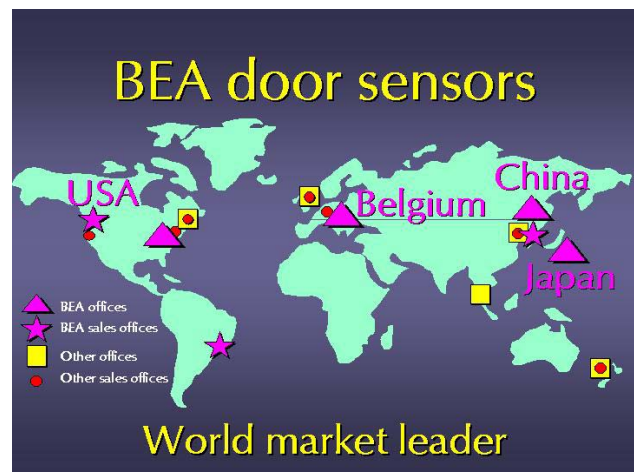 BEA door sensors
USA
China
Belgium
Japan
BEA offices
BEA sales offices
Other offices
Other sales offices
World market leader